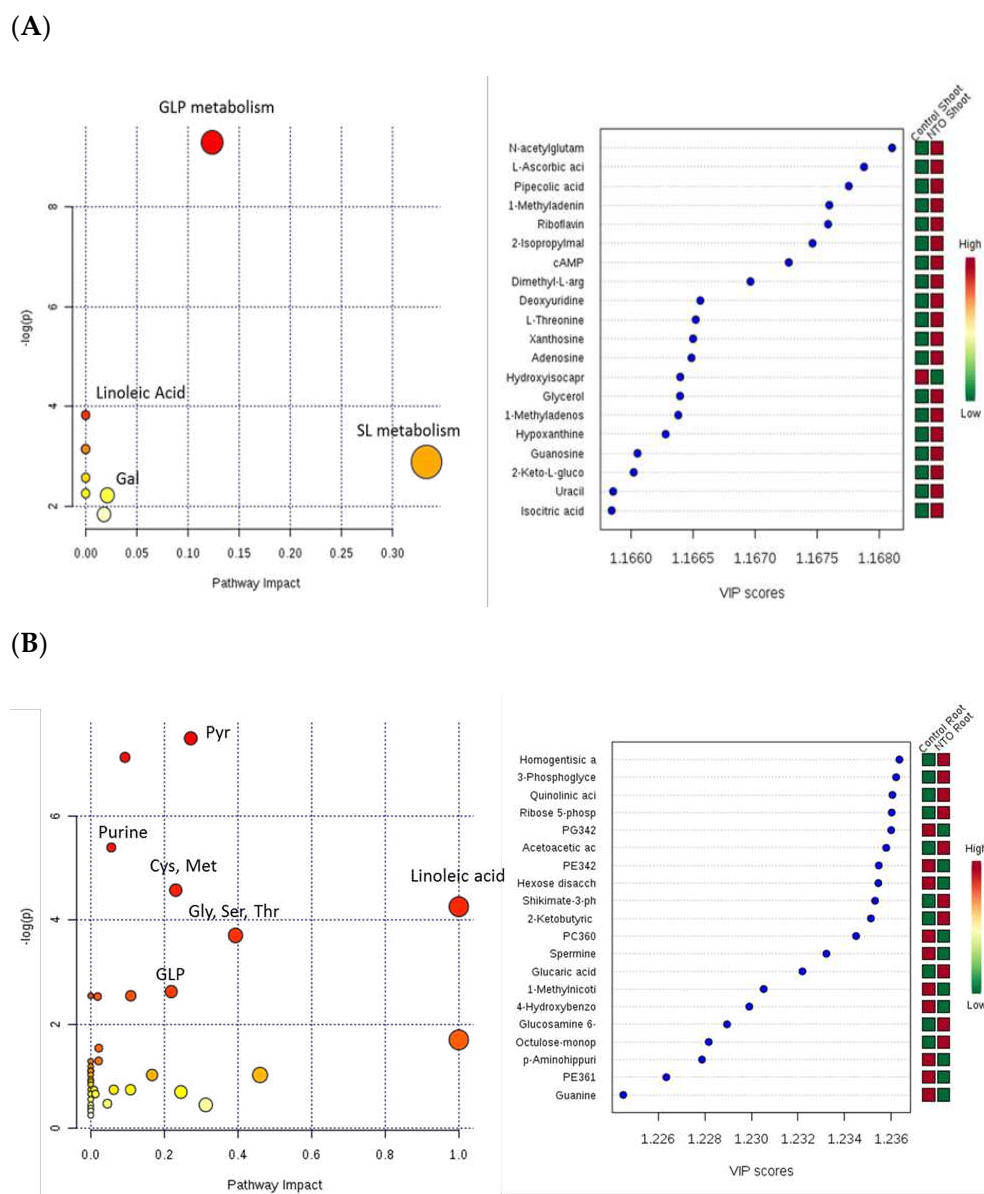 (A)
GLP metabolism
8
6
4
2
-log(p)
Linoleic Acid
SL metabolism
Gal
0.00 0.05 0.10 0.15 0.20 0.25 0.30
Pathway Impact
Control Shoot
NTO Shoot
N-acetylglutam
L-Ascorbic aci
Pipecolic acid
1-Methyladenin
Riboflavin
2-Isopropylmal
cAMP
Dimethyl-L-arg
Deoxyuridine
L-Threonine
Xanthosine
Adenosine
Hydroxyisocapr
Glycerol
1-Methyladenos
Hypoxanthine
Guanosine
2-Keto-L-gluco
Uracil
Isocitric acid
High
Low
1.1660 1.1665 1.1670 1.1675 1.1680
VIP scores
(B)
Pyr
6
Purine
Cys, Met
Linoleic acid
4
Gly, Ser, Thr
GLP
2
0
-log(p)
0.0 0.2 0.4 0.6 0.8 1.0
Pathway Impact
Control Root
NTO Root
Homogentisic a
3-Phosphoglyce
Quinolinic aci
Ribose 5-phosp
PG342
Acetoacetic ac
PE342
Hexose disacch
Shikimate-3-ph
2-Ketobutyric
PC360
Spermine
Glucaric acid
1-Methylnicoti
4-Hydroxybenzo
Glucosamine 6-
Octulose-monop
p-Aminohippuri
PE361
Guanine
High
Low
1.226 1.228 1.230 1.232 1.234 1.236
VIP scores